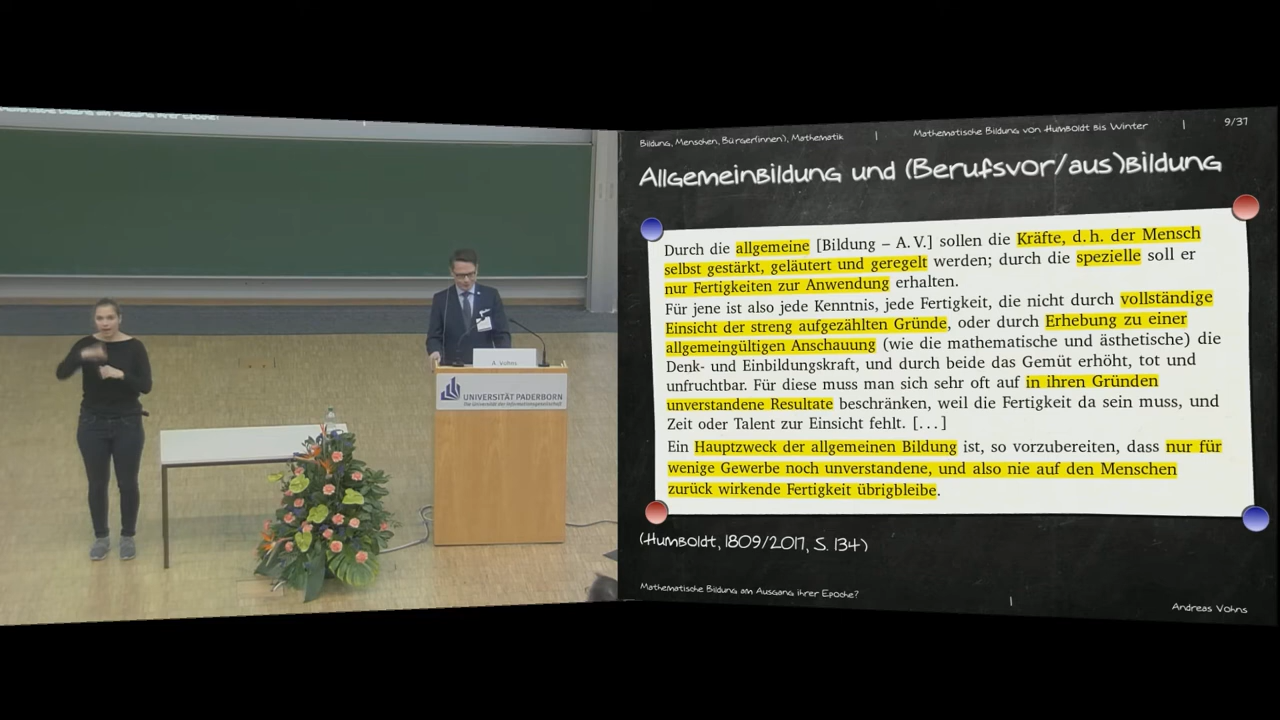 A. Vohns
UNIVERSITÄT PADERBORN
Die Universität der Informationsgesellschaft
Bildung, Menschen, Bürger(innen), Mathematik | Mathematische Bildung von Humboldt bis Winter | 9/37
Allgemeinbildung und (Berufsvor/aus)Bildung
Durch die allgemeine [Bildung – A. V.] sollen die Kräfte, d. h. der Mensch
selbst gestärkt, geläutert und geregelt werden; durch die spezielle soll er
nur Fertigkeiten zur Anwendung erhalten.
Für jene ist also jede Kenntnis, jede Fertigkeit, die nicht durch vollständige
Einsicht der streng aufgezählten Gründe, oder durch Erhebung zu einer
allgemeingültigen Anschauung (wie die mathematische und ästhetische) die
Denk- und Einbildungskraft, und durch beide das Gemüt erhöht, tot und
unfruchtbar. Für diese muss man sich sehr oft auf in ihren Gründen
unverstandene Resultate beschränken, weil die Fertigkeit da sein muss, und
Zeit oder Talent zur Einsicht fehlt. [...]
Ein Hauptzweck der allgemeinen Bildung ist, so vorzubereiten, dass nur für
wenige Gewerbe noch unverstandene, und also nie auf den Menschen
zurück wirkende Fertigkeit übrigbleibe.
(Humboldt, 1809/2017, S. 134)
Mathematische Bildung am Ausgang ihrer Epoche? | Andreas Vohns